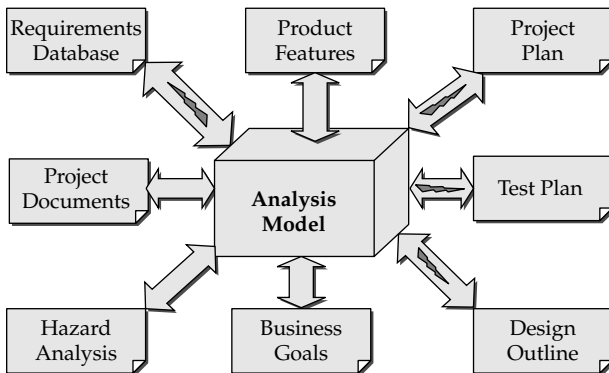 Requirements
Database
Product
Features
Project
Plan
Project
Documents
Analysis
Model
Test Plan
Hazard
Analysis
Business
Goals
Design
Outline